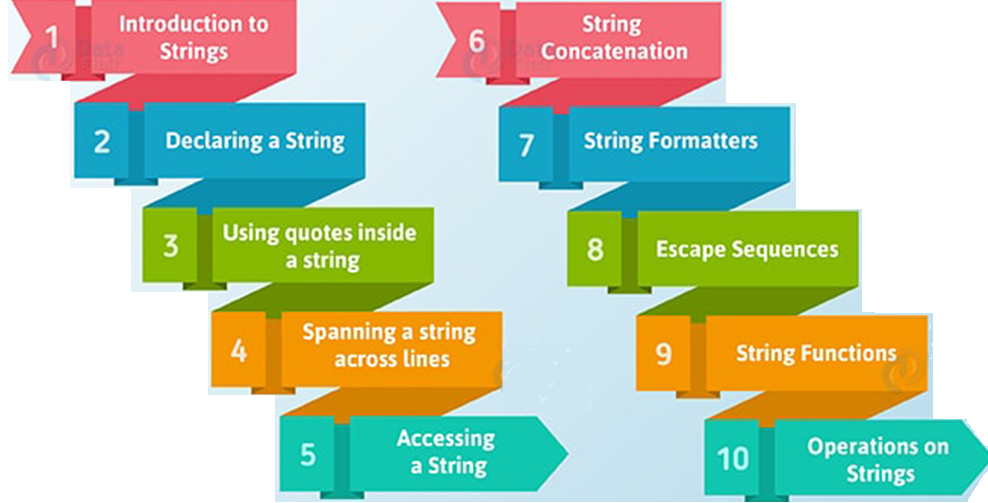 1
Introduction to
Strings
2
Declaring a String
3
Using quotes inside
a string
4
Spanning a string
across lines
5
Accessing
a String
6
String
Concatenation
7
String Formatters
8
Escape Sequences
9
String Functions
10
Operations on
Strings